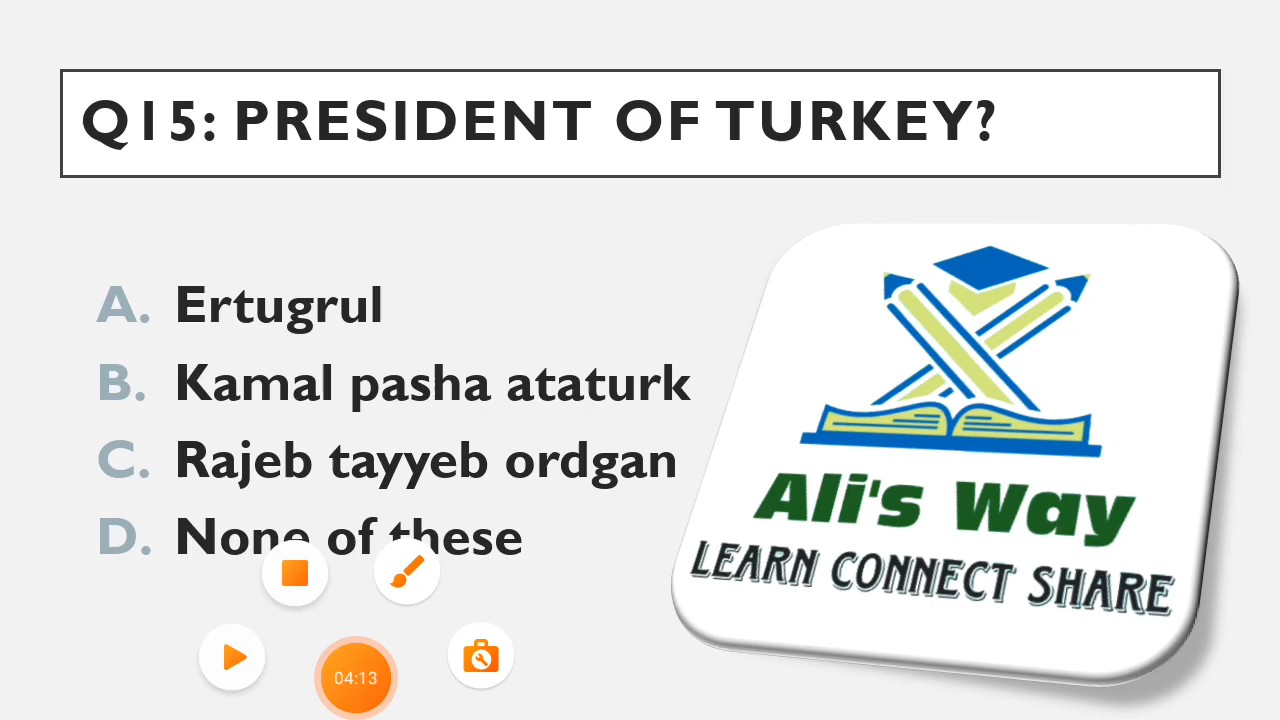 Q15: PRESIDENT OF TURKEY?
A. Ertugrul
B. Kamal pasha ataturk
C. Rajeb tayyeb ordgan
D. None of these
Ali's Way
LEARN CONNECT SHARE
04:13